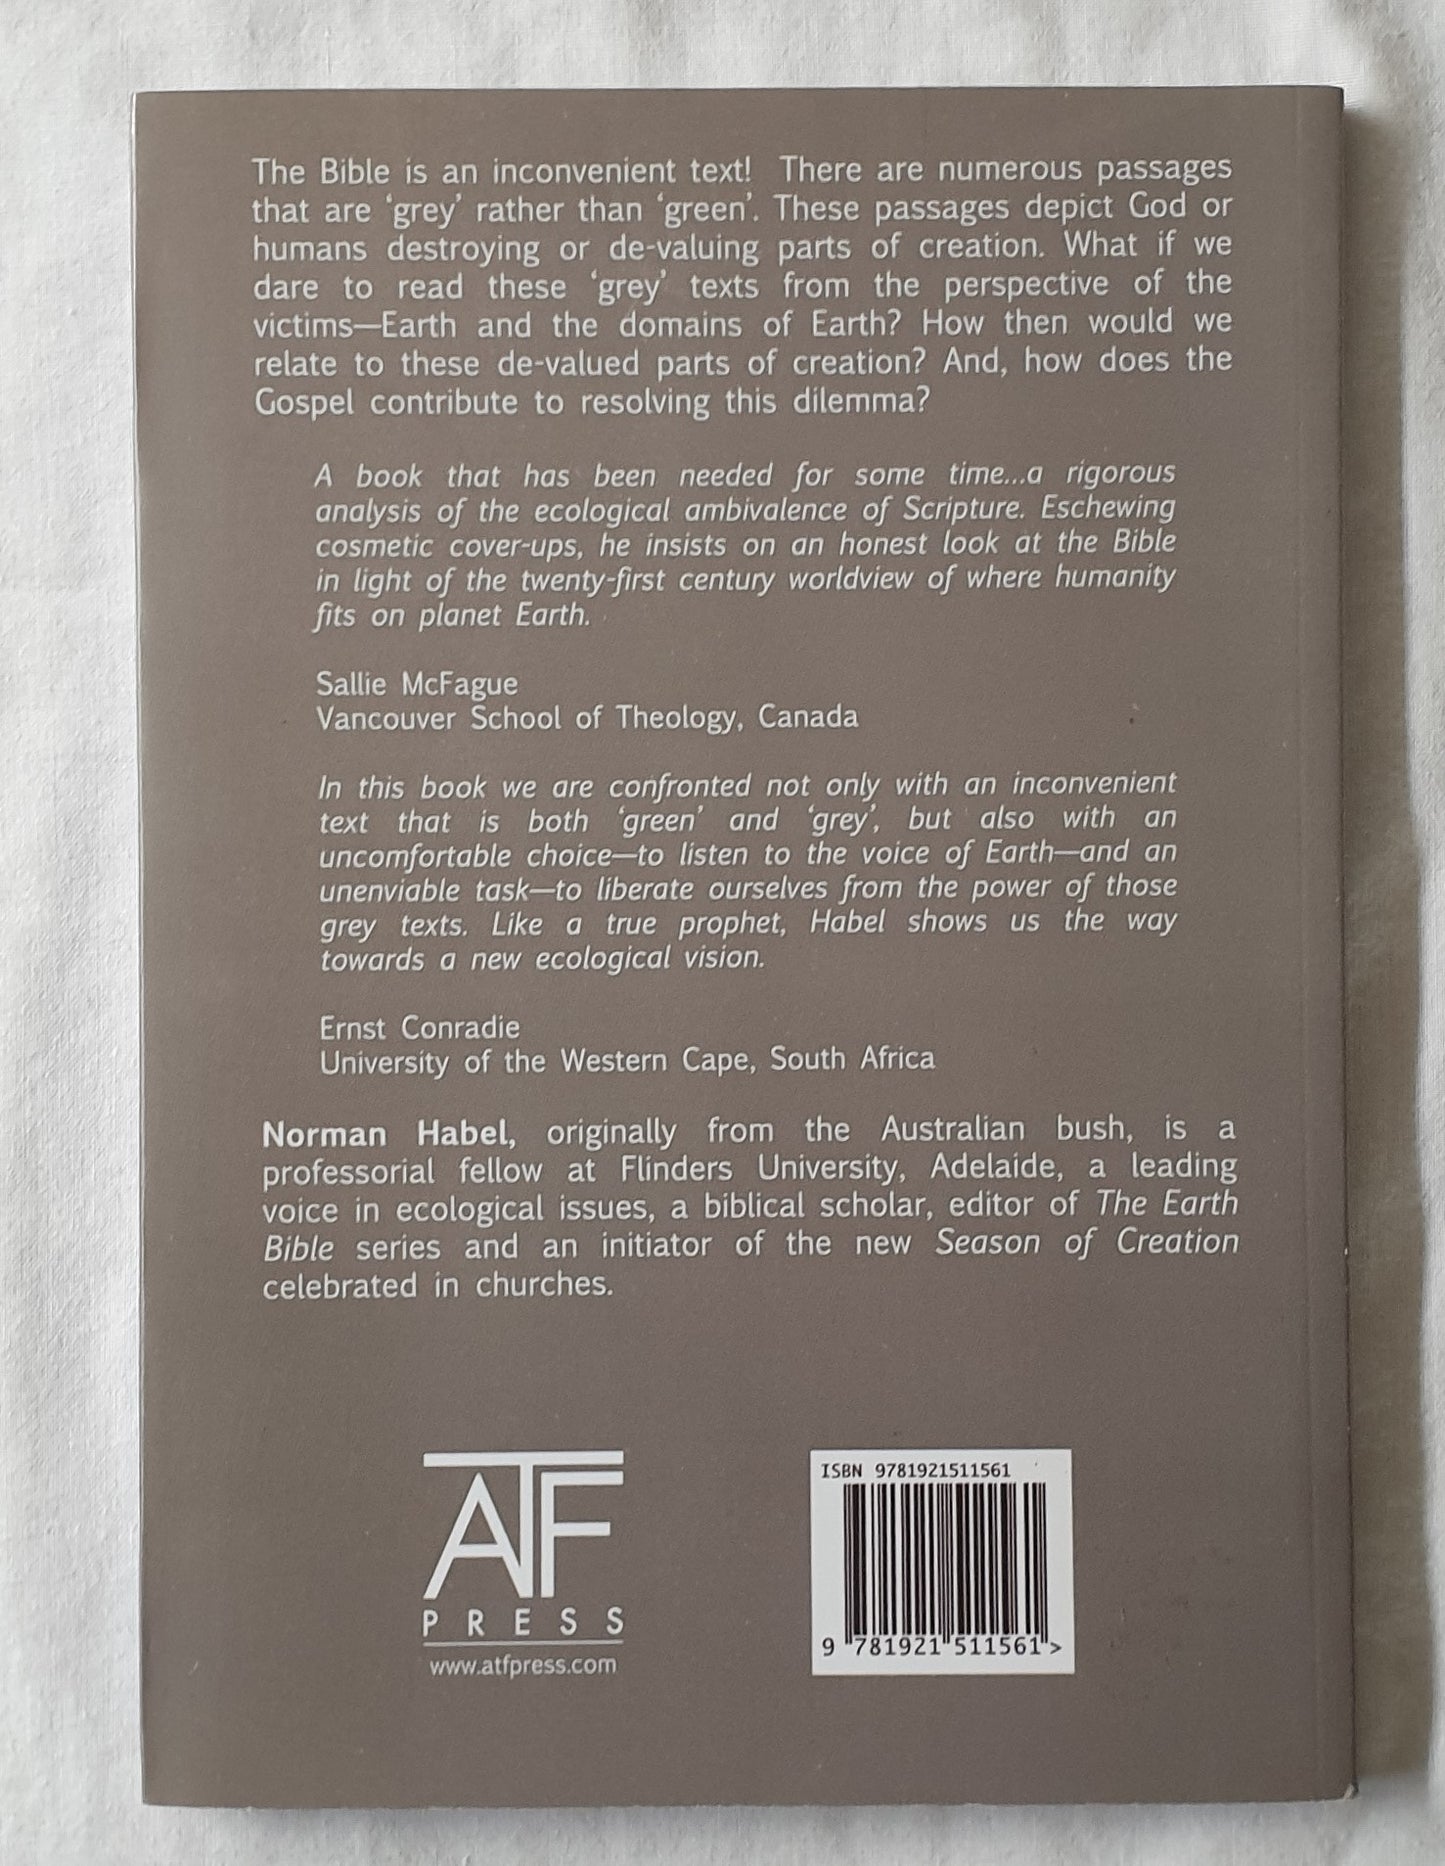 The Bible is an inconvenient text!  There are numerous passages
that are ‘grey’ rather than ‘green’. These passages depict God or
humans destroying or de-valuing parts of creation. What if we
dare to read these ‘grey’ texts from the perspective of the
victims—Earth and the domains of Earth? How then would we
relate to these de-valued parts of creation? And, how does the
Gospel contribute to resolving this dilemma?
A book that has been needed for some time...a rigorous
analysis of the ecological ambivalence of Scripture. Eschewing
cosmetic cover-ups, he insists on an honest look at the Bible
in light of the twenty-first century worldview of where humanity
fits on planet Earth.
Sallie McFague
Vancouver School of Theology, Canada
In this book we are confronted not only with an inconvenient
text that is both ‘green’ and ‘grey’, but also with an
uncomfortable choice—to listen to the voice of Earth—and an
unenviable task—to liberate ourselves from the power of those
grey texts. Like a true prophet, Habel shows us the way
towards a new ecological vision.
Ernst Conradie
University of the Western Cape, South Africa
Norman Habel, originally from the Australian bush, is a
professorial fellow at Flinders University, Adelaide, a leading
voice in ecological issues, a biblical scholar, editor of The Earth
Bible series and an initiator of the new Season of Creation
celebrated in churches.
ATF
PRESS
www.atfpress.com
ISBN 9781921511561
9 781921 511561 >